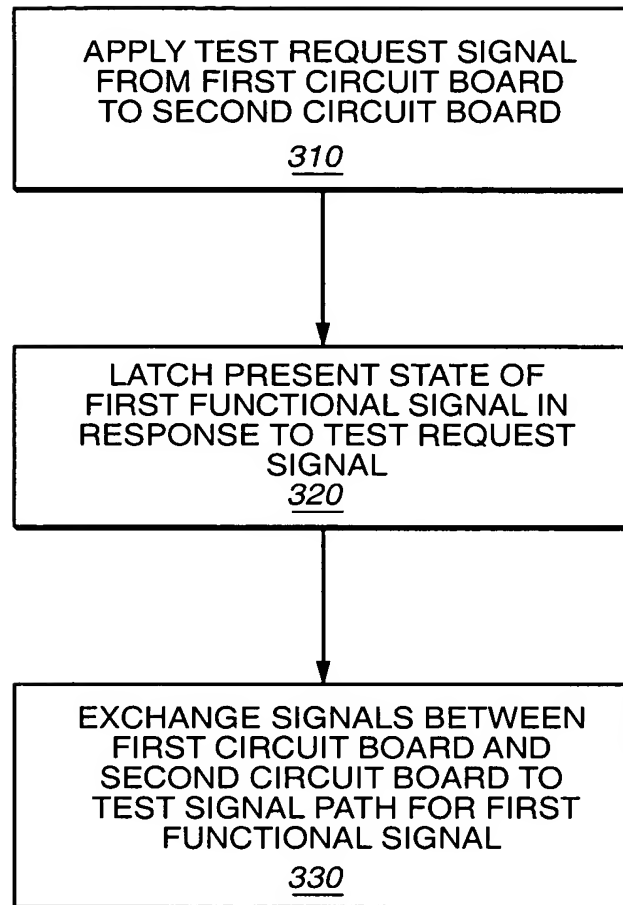 APPLY TEST REQUEST SIGNAL
FROM FIRST CIRCUIT BOARD
TO SECOND CIRCUIT BOARD
310
LATCH PRESENT STATE OF
FIRST FUNCTIONAL SIGNAL IN
RESPONSE TO TEST REQUEST
SIGNAL
320
EXCHANGE SIGNALS BETWEEN
FIRST CIRCUIT BOARD AND
SECOND CIRCUIT BOARD TO
TEST SIGNAL PATH FOR FIRST
FUNCTIONAL SIGNAL
330